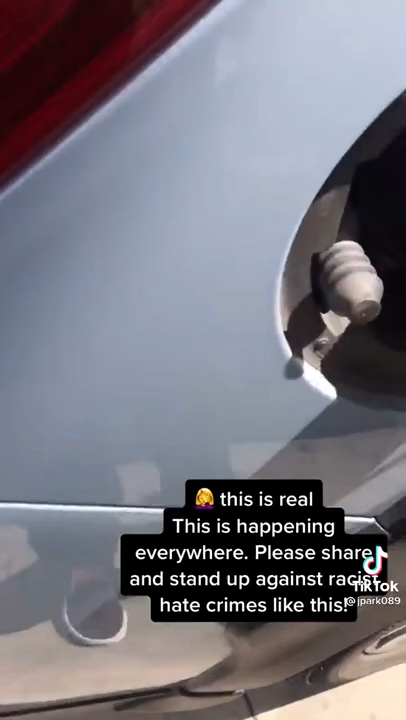 🤦‍♀️ this is real
This is happening
everywhere. Please share
and stand up against racist
hate crimes like this!
TikTok
@jpark089